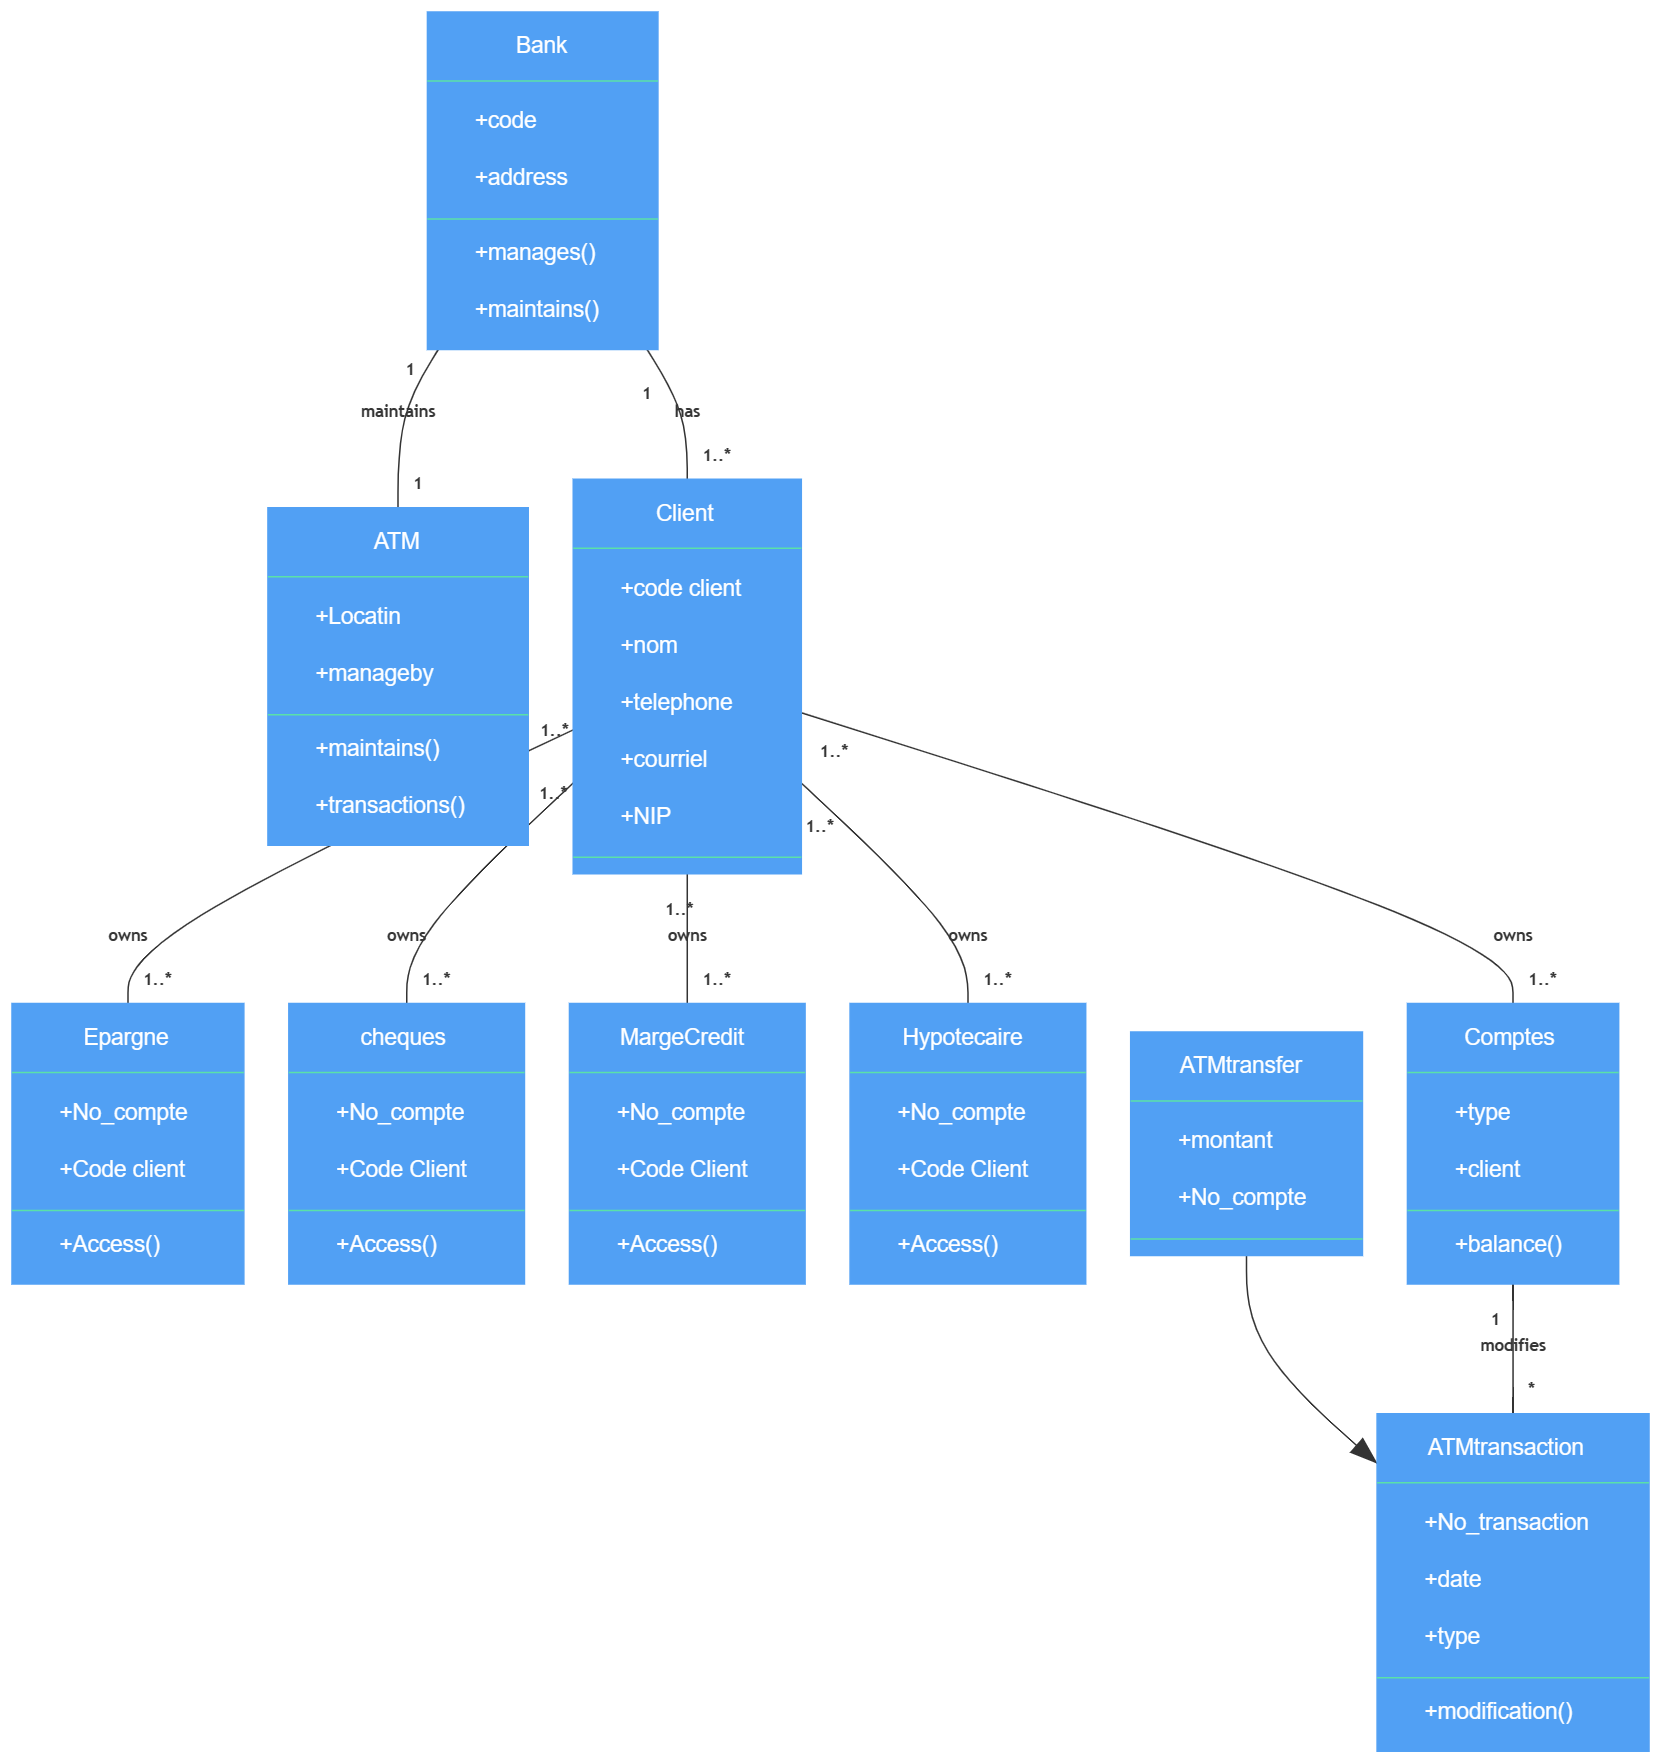 Bank
+code
+address
+manages()
+maintains()
1
maintains
1
1
has
1..*
ATM
+Locatin
+manageby
+maintains()
+transactions()
Client
+code client
+nom
+telephone
+courriel
+NIP
1..*
owns
1..*
1..*
owns
1..*
1..*
owns
1..*
1..*
owns
1..*
1..*
owns
1..*
Epargne
+No_compte
+Code client
+Access()
cheques
+No_compte
+Code Client
+Access()
MargeCredit
+No_compte
+Code Client
+Access()
Hypotecaire
+No_compte
+Code Client
+Access()
ATMtransfer
+montant
+No_compte
Comptes
+type
+client
+balance()
1
modifies
*
ATMtransaction
+No_transaction
+date
+type
+modification()